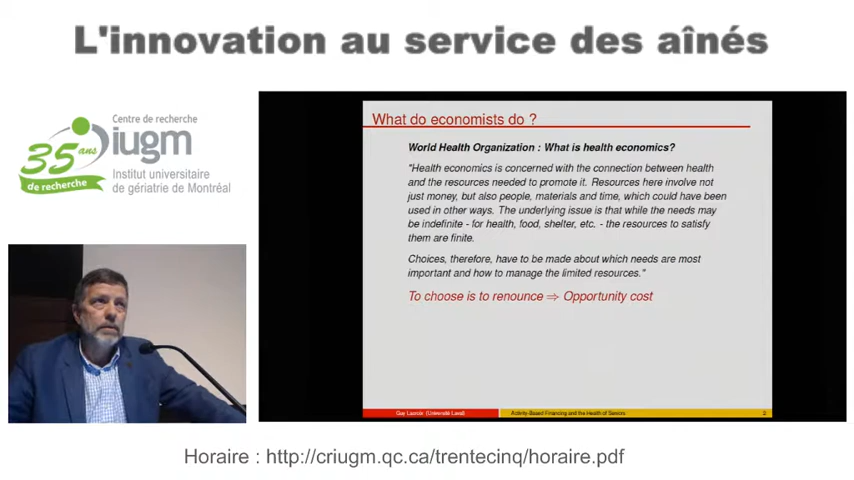 L'innovation au service des aînés
Centre de recherche
iugm
35 ans
de recherche
Institut universitaire
de gériatrie de Montréal
What do economists do ?
World Health Organization : What is health economics?
"Health economics is concerned with the connection between health
and the resources needed to promote it. Resources here involve not
just money, but also people, materials and time, which could have been
used in other ways. The underlying issue is that while the needs may
be indefinite - for health, food, shelter, etc. - the resources to satisfy
them are finite.
Choices, therefore, have to be made about which needs are most
important and how to manage the limited resources."
To choose is to renounce ⇒ Opportunity cost
Guy Lacroix (Université Laval)
Activity-Based Financing and the Health of Seniors
2
Horaire : http://criugm.qc.ca/trentecinq/horaire.pdf